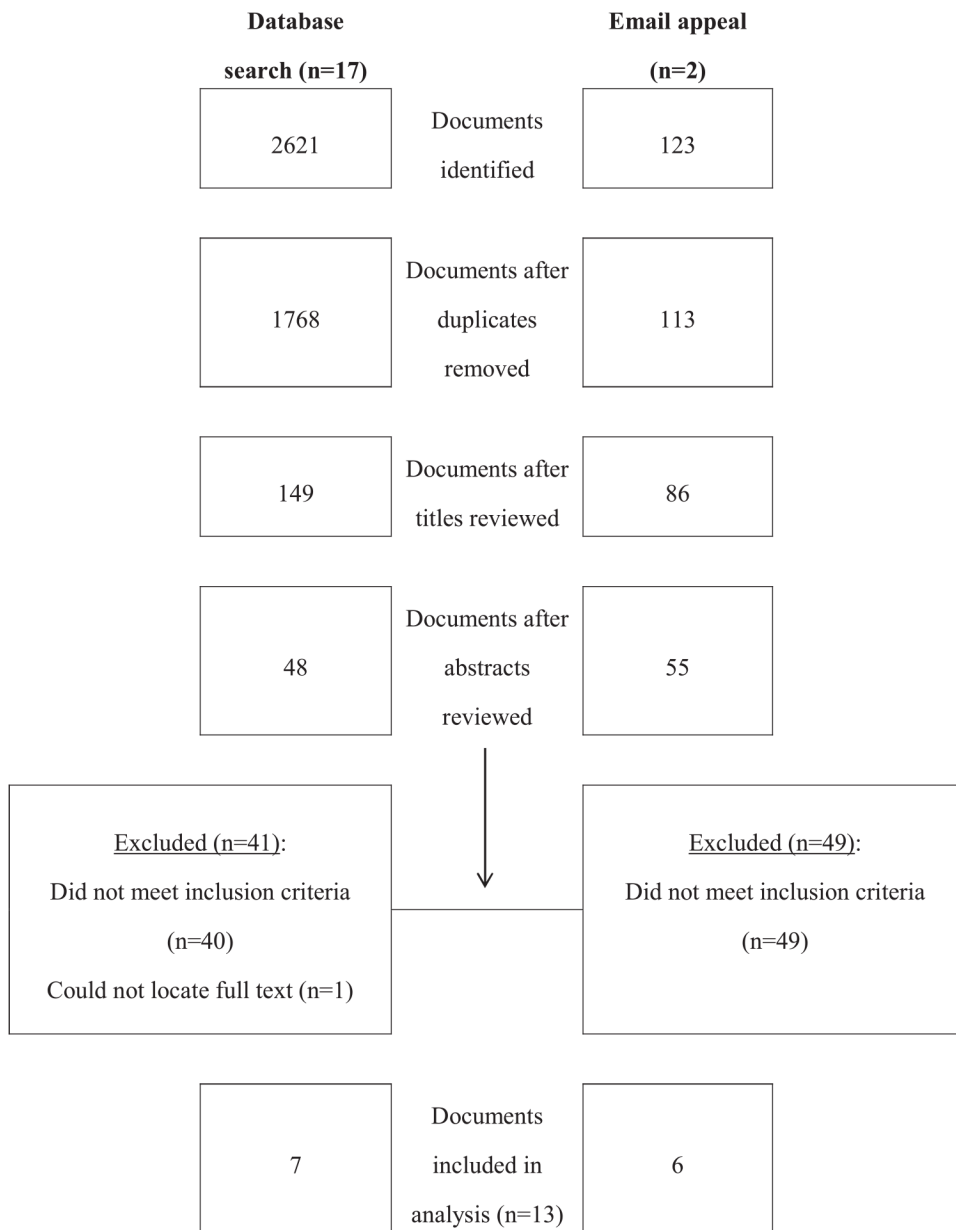 Database
search (n=17)
Email appeal
(n=2)
2621
Documents
identified
123
1768
Documents after
duplicates
removed
113
149
Documents after
titles reviewed
86
48
Documents after
abstracts
reviewed
55
Excluded (n=41):
Did not meet inclusion criteria
(n=40)
Could not locate full text (n=1)
Excluded (n=49):
Did not meet inclusion criteria
(n=49)
7
Documents
included in
analysis (n=13)
6